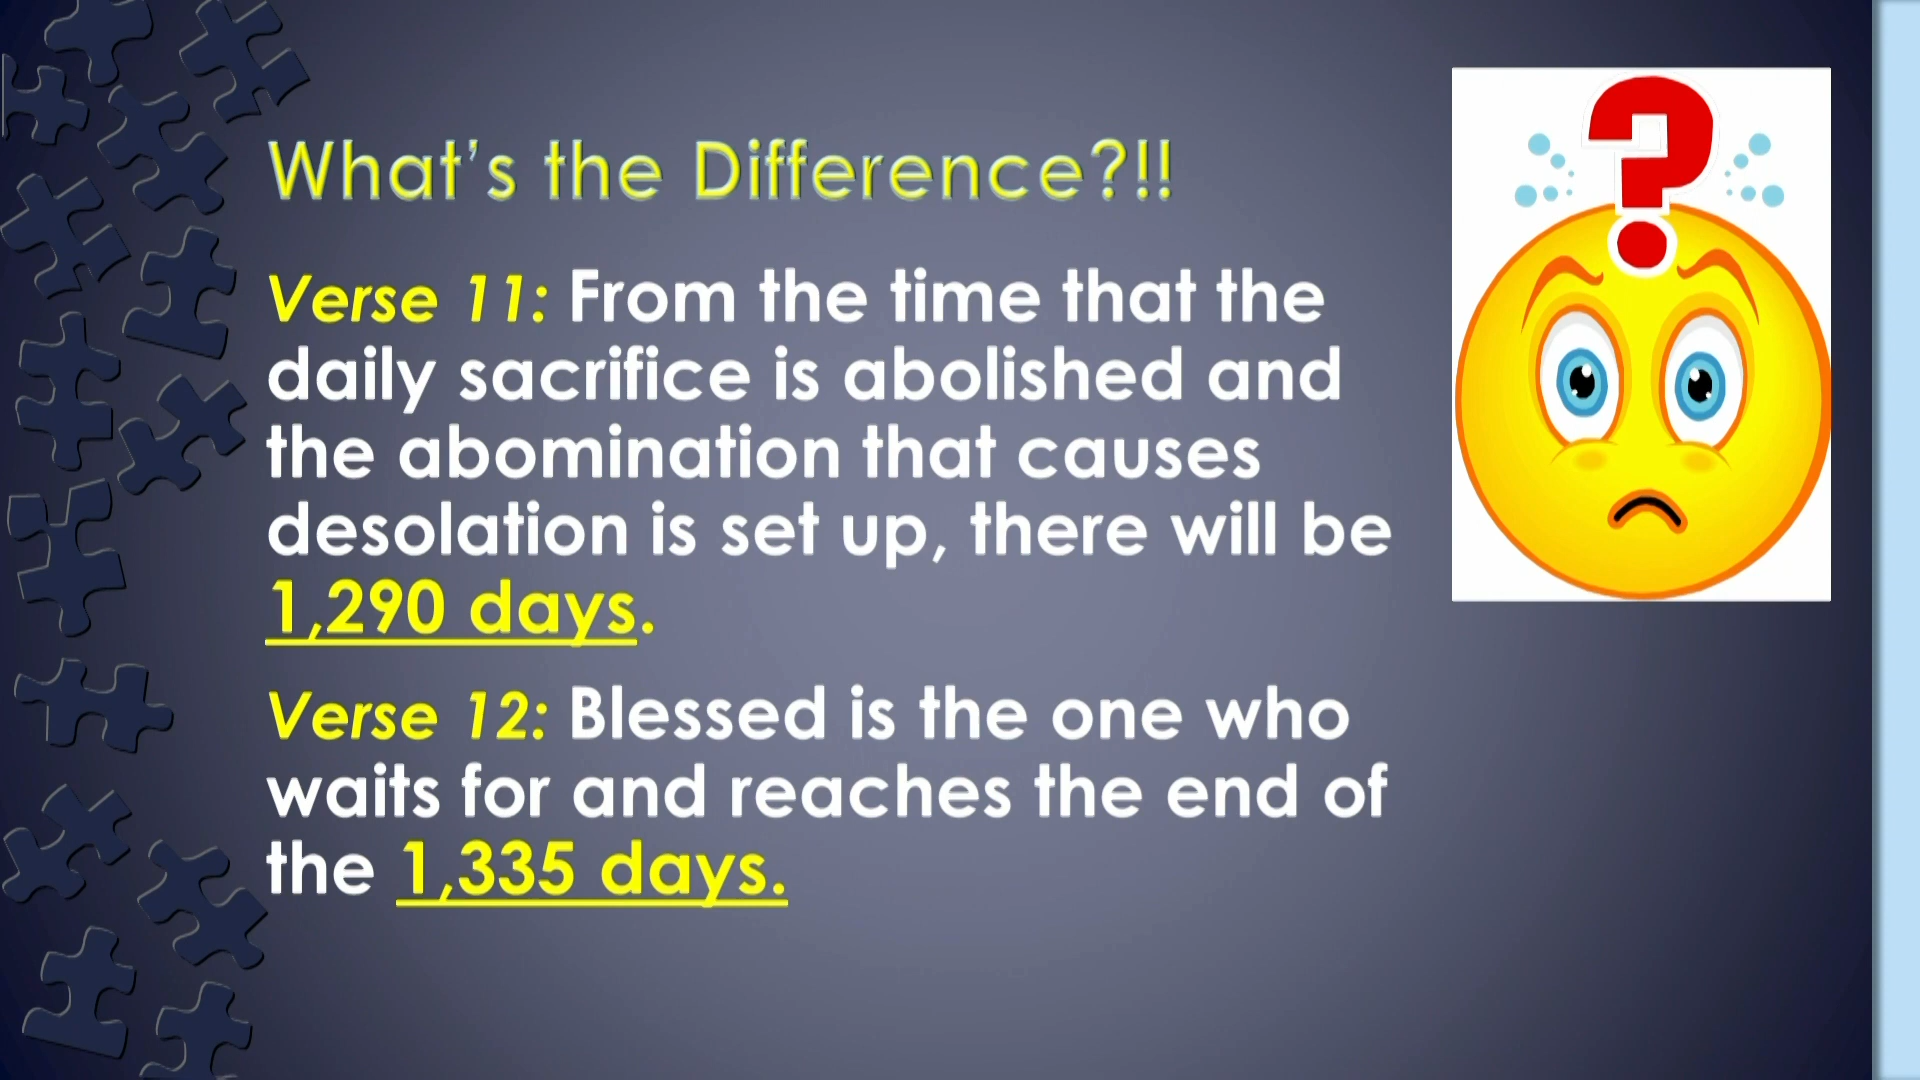 What's the Difference?!!
Verse 11: From the time that the
daily sacrifice is abolished and
the abomination that causes
desolation is set up, there will be
1,290 days.
Verse 12: Blessed is the one who
waits for and reaches the end of
the 1,335 days.
?